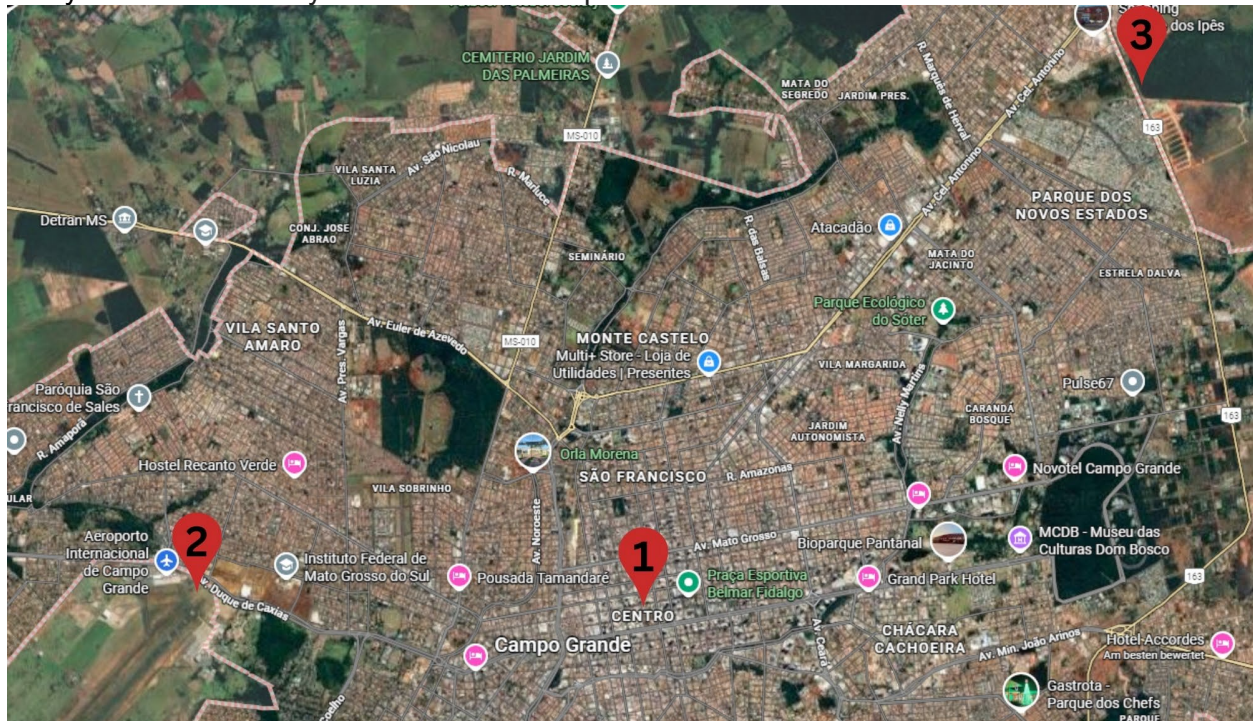 dos Ipês
3
CEMITERIO JARDIM
DAS PALMEIRAS
MATA DO
SEGREDO
JARDIM PRES.
R. Marquês de Herval
Av. Cel. Antonino
163
MS-010
Av. São Nicolau
R. Marluce
VILA SANTA
LUZIA
Av. Cel. Antonino
PARQUE DOS
NOVOS ESTADOS
Detran MS
CONJ. JOSE
ABRAO
R. das Balsas
Atacadão
SEMINÁRIO
MATA DO
JACINTO
ESTRELA DALVA
Parque Ecológico
do Sóter
VILA SANTO
AMARO
Av. Pres. Vargas
Av. Euler de Azevedo
MS-010
MONTE CASTELO
Multi+ Store - Loja de
Utilidades | Presentes
VILA MARGARIDA
Av. Nelly Martins
Pulse67
Paróquia São
rancisco de Sales
R. Amaporã
JARDIM
AUTONOMISTA
CARANDÁ
BOSQUE
163
Orla Morena
Hostel Recanto Verde
SÃO FRANCISCO
R. Amazonas
Novotel Campo Grande
VILA SOBRINHO
ULAR
Av. Noroeste
Aeroporto
Internacional
de Campo
Grande
2
Instituto Federal de
Mato Grosso do Sul
Pousada Tamandaré
1
Av. Mato Grosso
Bioparque Pantanal
MCDB - Museu das
Culturas Dom Bosco
Praça Esportiva
Belmar Fidalgo
Grand Park Hotel
163
Av. Duque de Caxias
CENTRO
Campo Grande
Av. Ceará
CHÁCARA
CACHOEIRA
Av. Min. João Arinos
Hotel Accordes
Am besten bewertet
Gastrota -
Parque dos Chefs
PARQUE